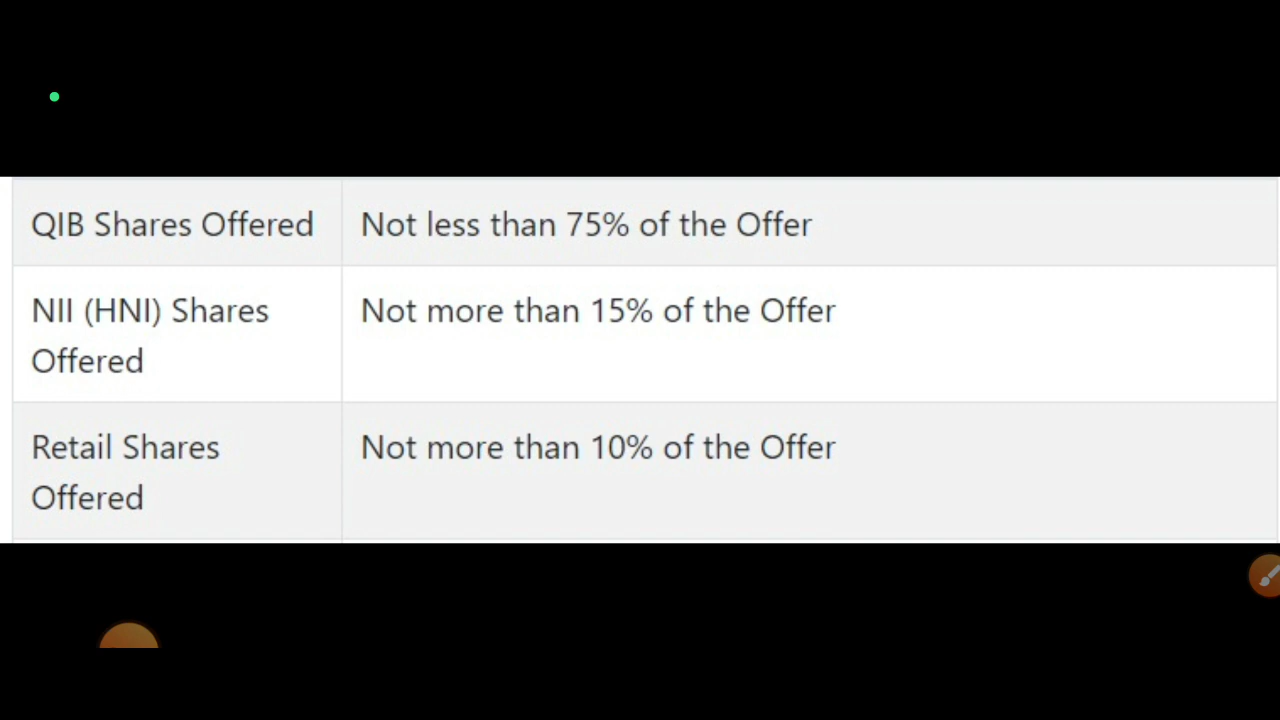 QIB Shares Offered Not less than 75% of the Offer
NII (HNI) Shares Not more than 15% of the Offer
Offered
Retail Shares Not more than 10% of the Offer
Offered